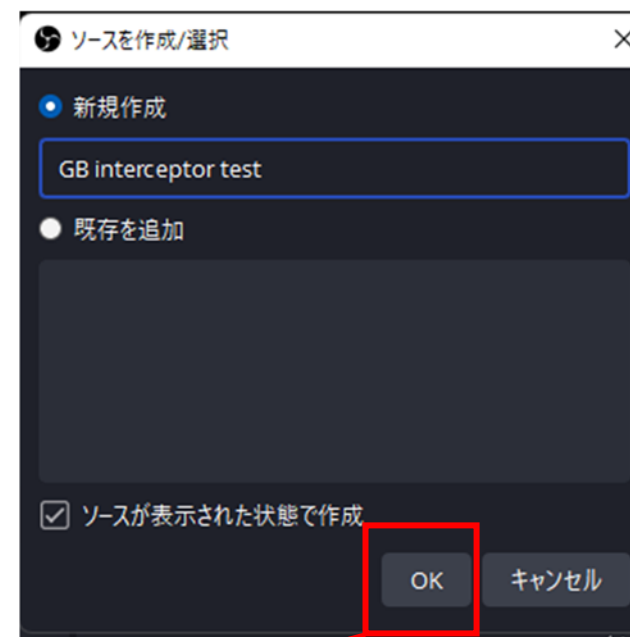 ソースを作成/選択
新規作成
GB interceptor test
既存を追加
ソースが表示された状態で作成
OK キャンセル